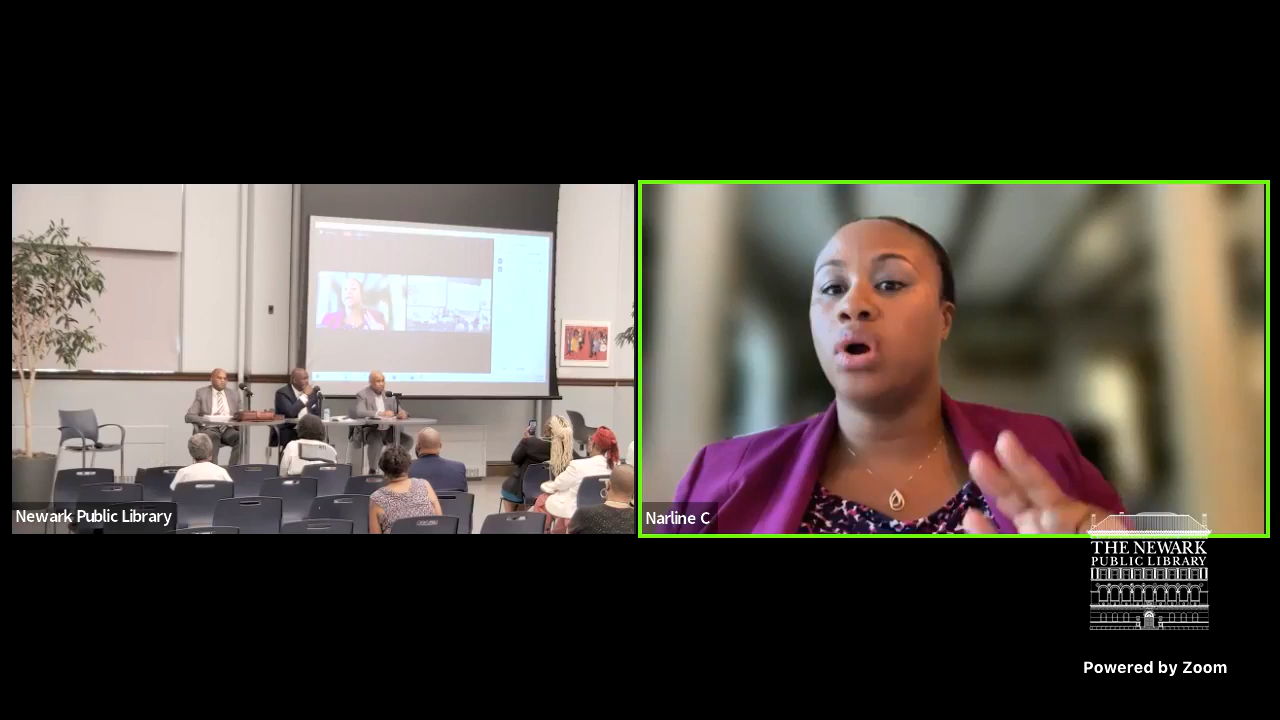 Newark Public Library
Narline C
THE NEWARK
PUBLIC LIBRARY
Powered by Zoom